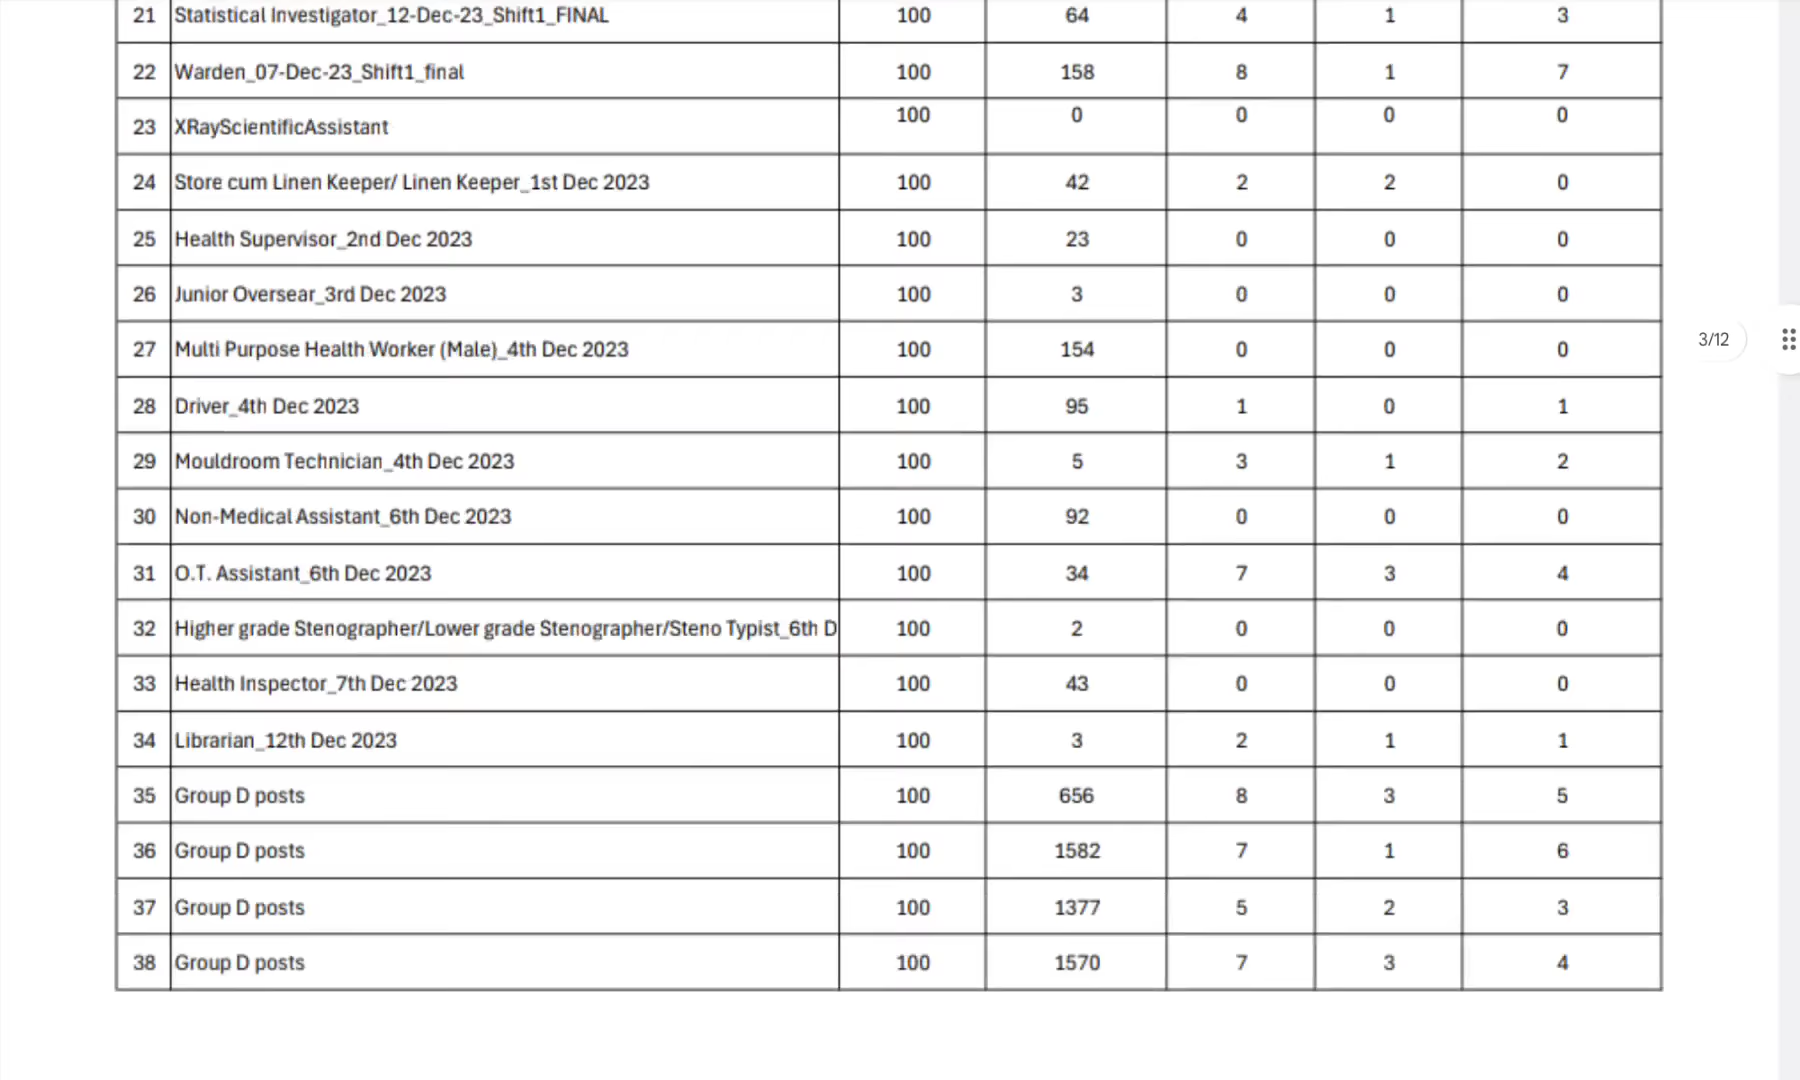 21 Statistical Investigator_12-Dec-23_Shift1_FINAL 100 64 4 1 3
22 Warden_07-Dec-23_Shift1_final 100 158 8 1 7
23 XRayScientificAssistant 100 0 0 0 0
24 Store cum Linen Keeper/ Linen Keeper_1st Dec 2023 100 42 2 2 0
25 Health Supervisor_2nd Dec 2023 100 23 0 0 0
26 Junior Oversear_3rd Dec 2023 100 3 0 0 0
27 Multi Purpose Health Worker (Male)_4th Dec 2023 100 154 0 0 0
28 Driver_4th Dec 2023 100 95 1 0 1
29 Mouldroom Technician_4th Dec 2023 100 5 3 1 2
30 Non-Medical Assistant_6th Dec 2023 100 92 0 0 0
31 O.T. Assistant_6th Dec 2023 100 34 7 3 4
32 Higher grade Stenographer/Lower grade Stenographer/Steno Typist_6th D 100 2 0 0 0
33 Health Inspector_7th Dec 2023 100 43 0 0 0
34 Librarian_12th Dec 2023 100 3 2 1 1
35 Group D posts 100 656 8 3 5
36 Group D posts 100 1582 7 1 6
37 Group D posts 100 1377 5 2 3
38 Group D posts 100 1570 7 3 4
3/12